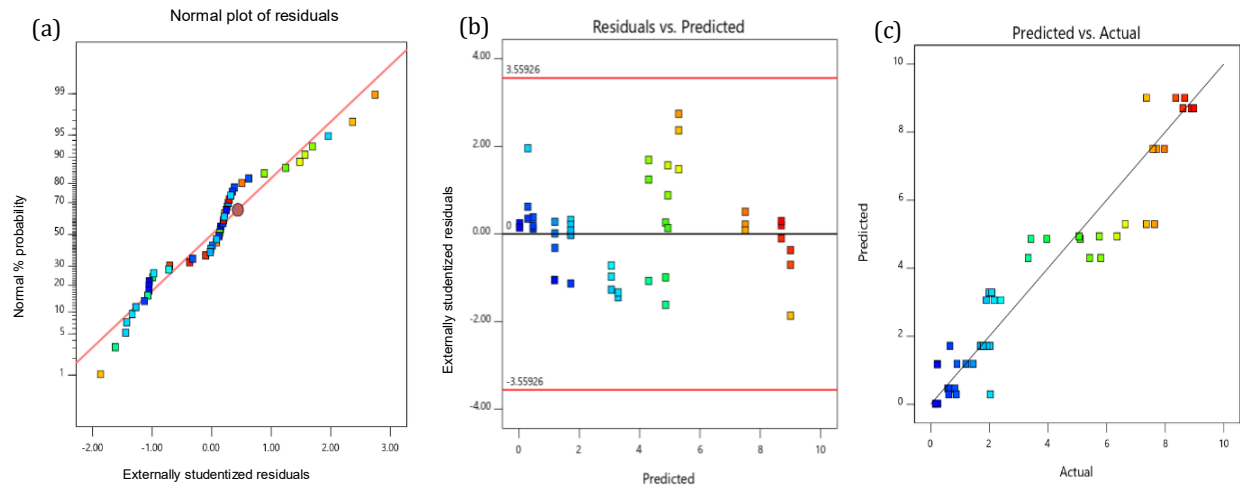 (a)
Normal plot of residuals
Normal % probability
99
95
90
80
70
50
30
20
10
5
1
-2.00 -1.00 0.00 1.00 2.00 3.00
Externally studentized residuals
(b)
Residuals vs. Predicted
Externally studentized residuals
4.00
3.55926
2.00
0
0.00
-2.00
-3.55926
-4.00
0 2 4 6 8 10
Predicted
(c)
Predicted vs. Actual
Predicted
10
8
6
4
2
0
0 2 4 6 8 10
Actual